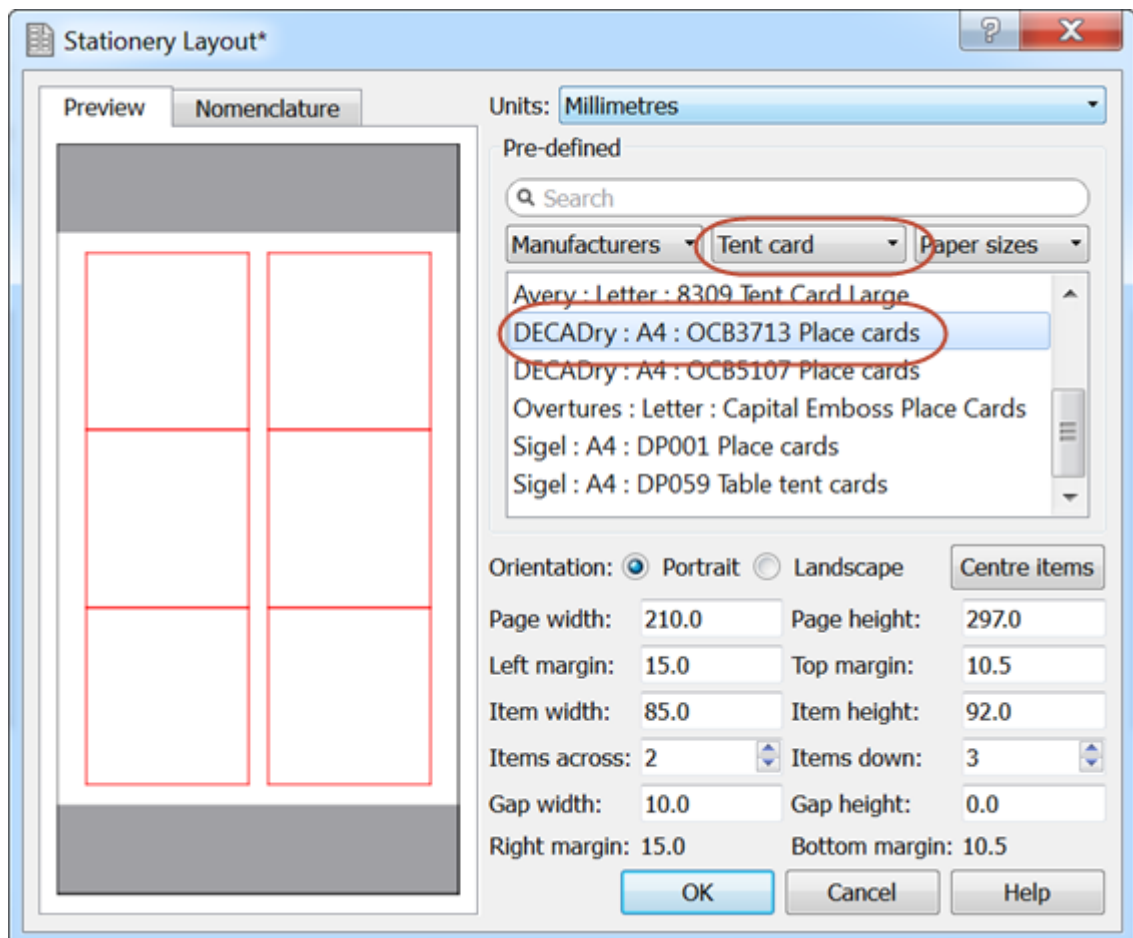 Stationery Layout*
Preview
Nomenclature
Units: Millimetres
Pre-defined
Search
Manufacturers Tent card Paper sizes
Avery : Letter : 8309 Tent Card Large
DECADry : A4 : OCB3713 Place cards
DECADry : A4 : OCB5107 Place cards
Overtures : Letter : Capital Emboss Place Cards
Sigel : A4 : DP001 Place cards
Sigel : A4 : DP059 Table tent cards
Orientation: Portrait Landscape Centre items
Page width: 210.0 Page height: 297.0
Left margin: 15.0 Top margin: 10.5
Item width: 85.0 Item height: 92.0
Items across: 2 Items down: 3
Gap width: 10.0 Gap height: 0.0
Right margin: 15.0 Bottom margin: 10.5
OK Cancel Help